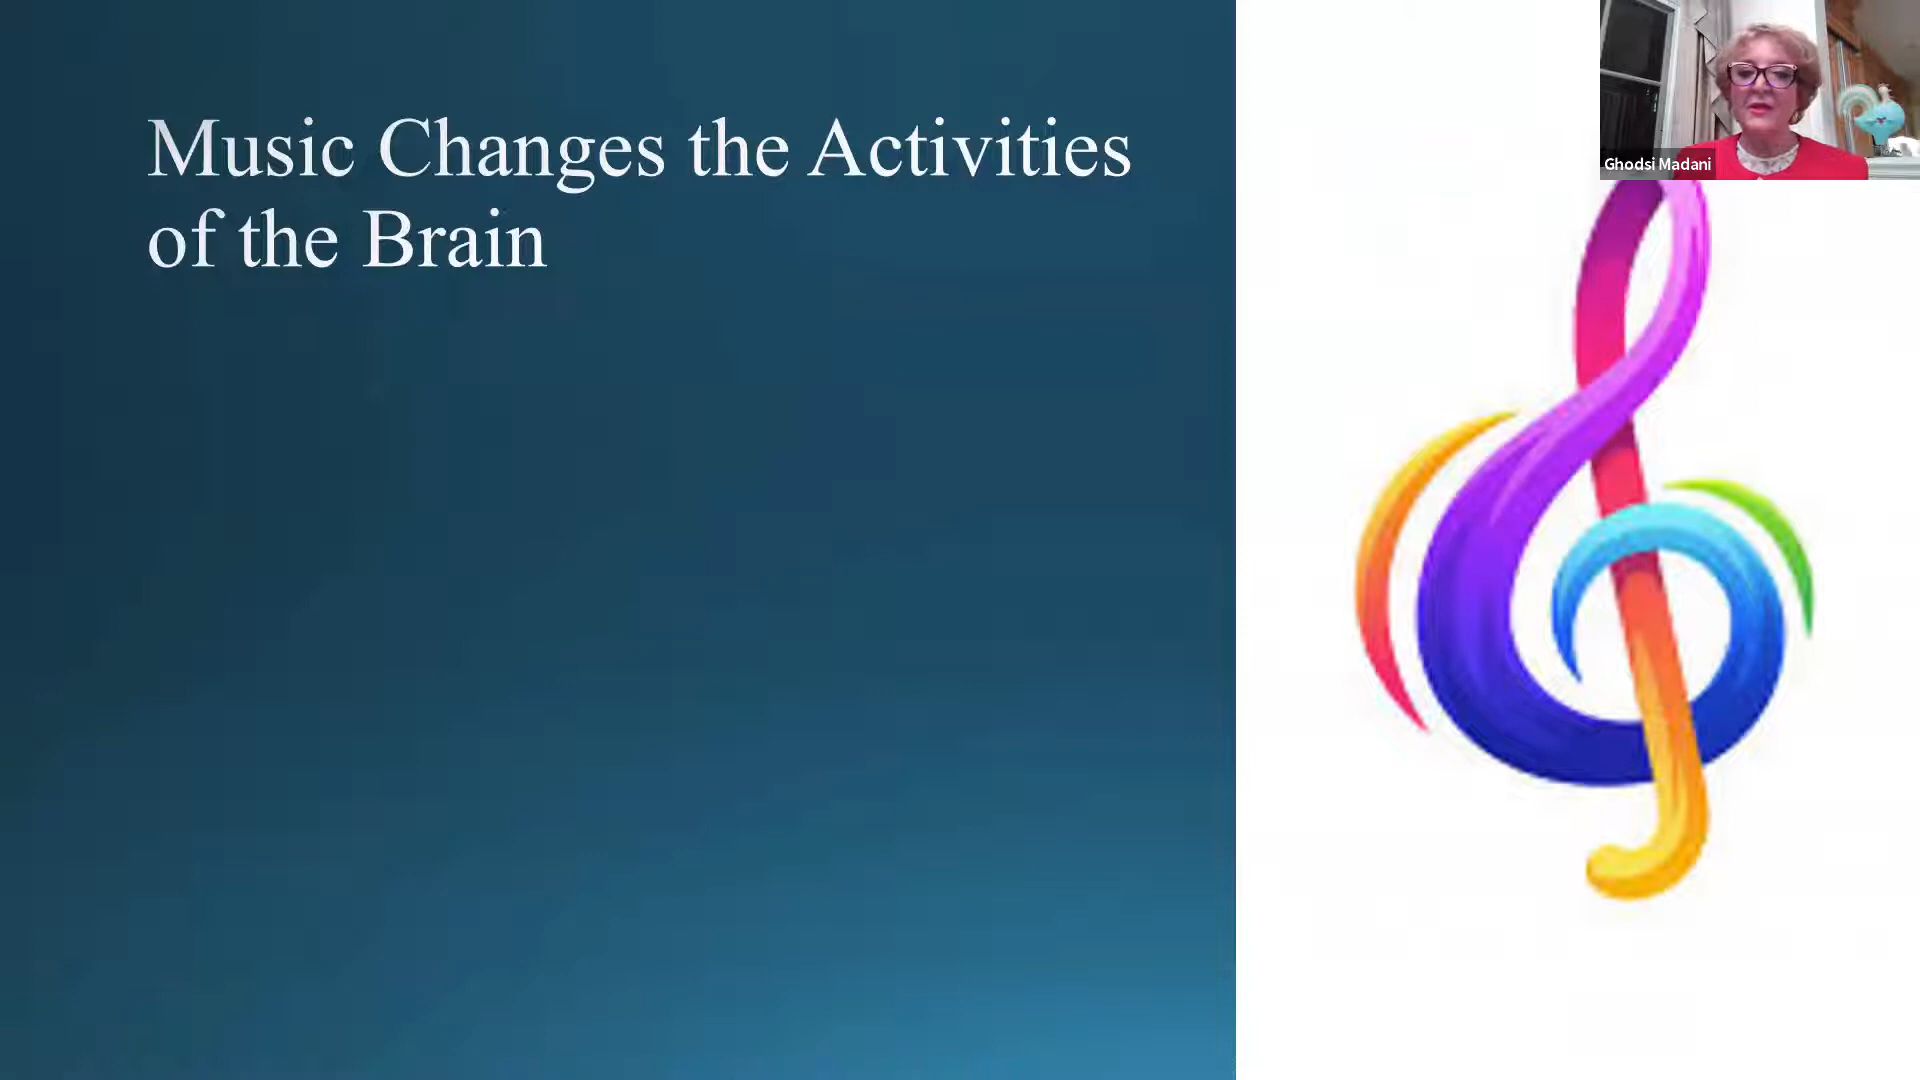 Music Changes the Activities
of the Brain
Ghodsi Madani